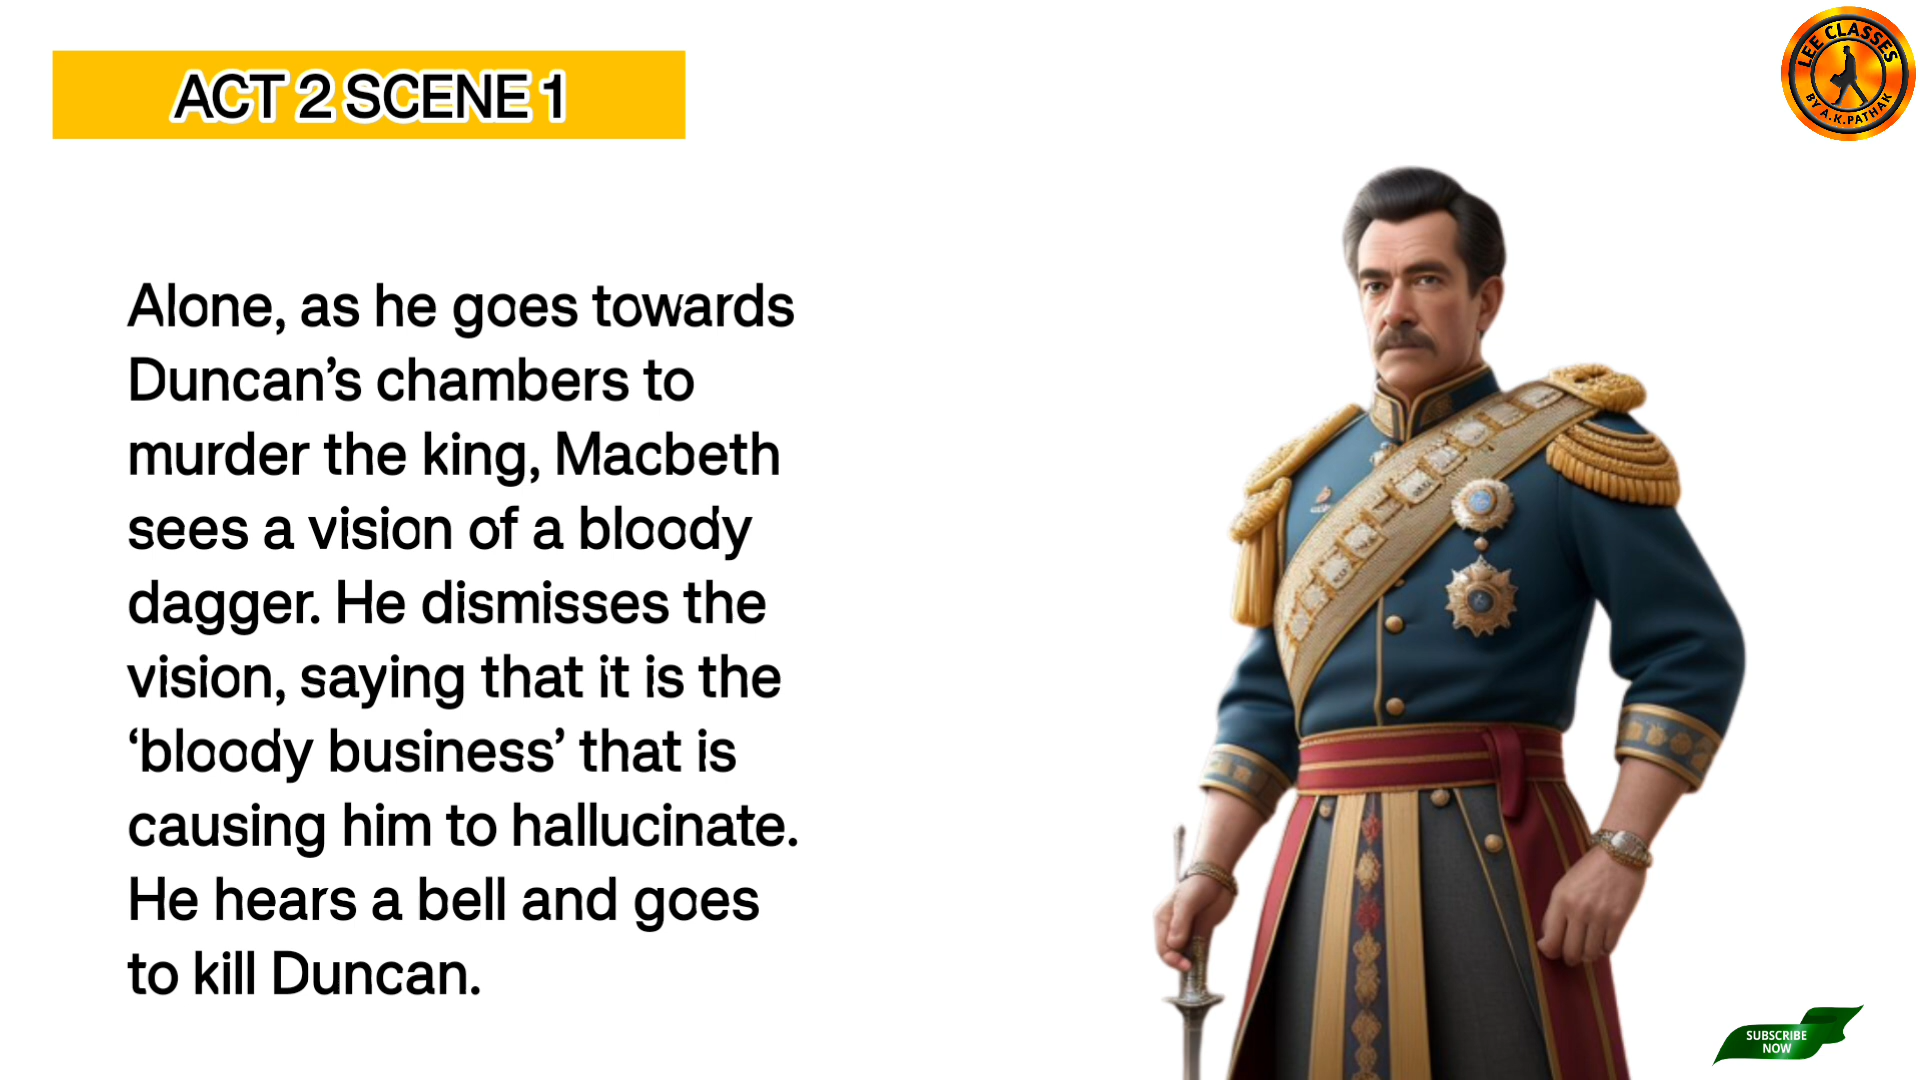 ACT 2 SCENE 1
LEE CLASSES
BY A.K.PATHAK
Alone, as he goes towards
Duncan’s chambers to
murder the king, Macbeth
sees a vision of a bloody
dagger. He dismisses the
vision, saying that it is the
‘bloody business’ that is
causing him to hallucinate.
He hears a bell and goes
to kill Duncan.
SUBSCRIBE
NOW